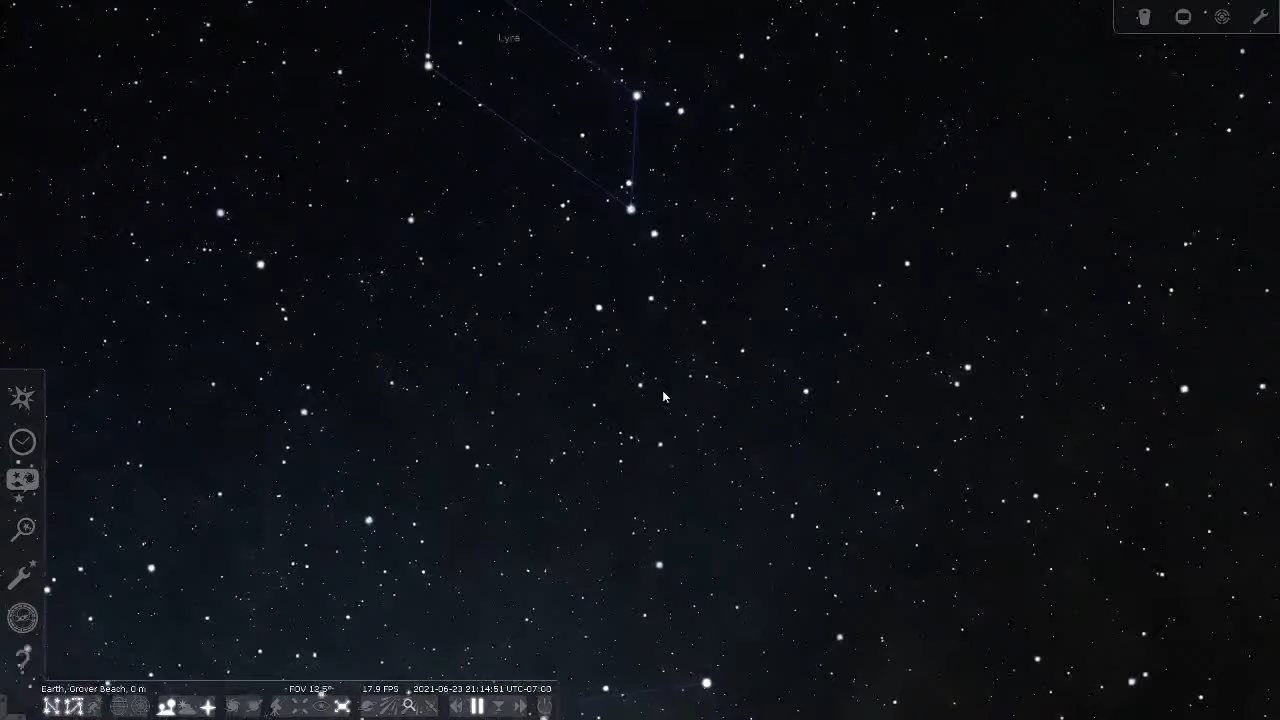 Lyra
Earth, Grover Beach, 0 m
FOV 12.5°
17.9 FPS
2021-06-23 21:14:51 UTC-07:00